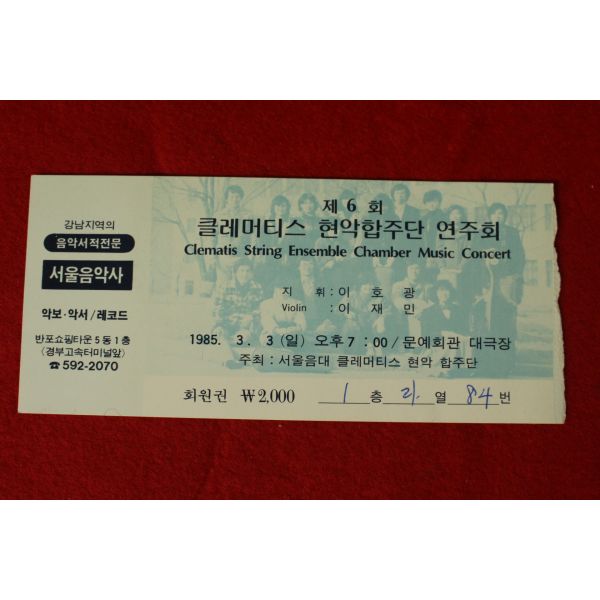 강남지역의
음악서적전문
서울음악사
악보·악서/레코드
반포쇼핑타운 5동 1층
〈경부고속터미널앞〉
☎ 592-2070
제 6 회
클레머티스 현악합주단 연주회
Clematis String Ensemble Chamber Music Concert
지 휘 : 이 호 광
Violin : 이 재 민
1985. 3. 3 (일) 오후 7 : 00 / 문예회관 대극장
주최 : 서울음대 클레머티스 현악 합주단
회원권 ₩2,000 1 층 라. 열 84 번